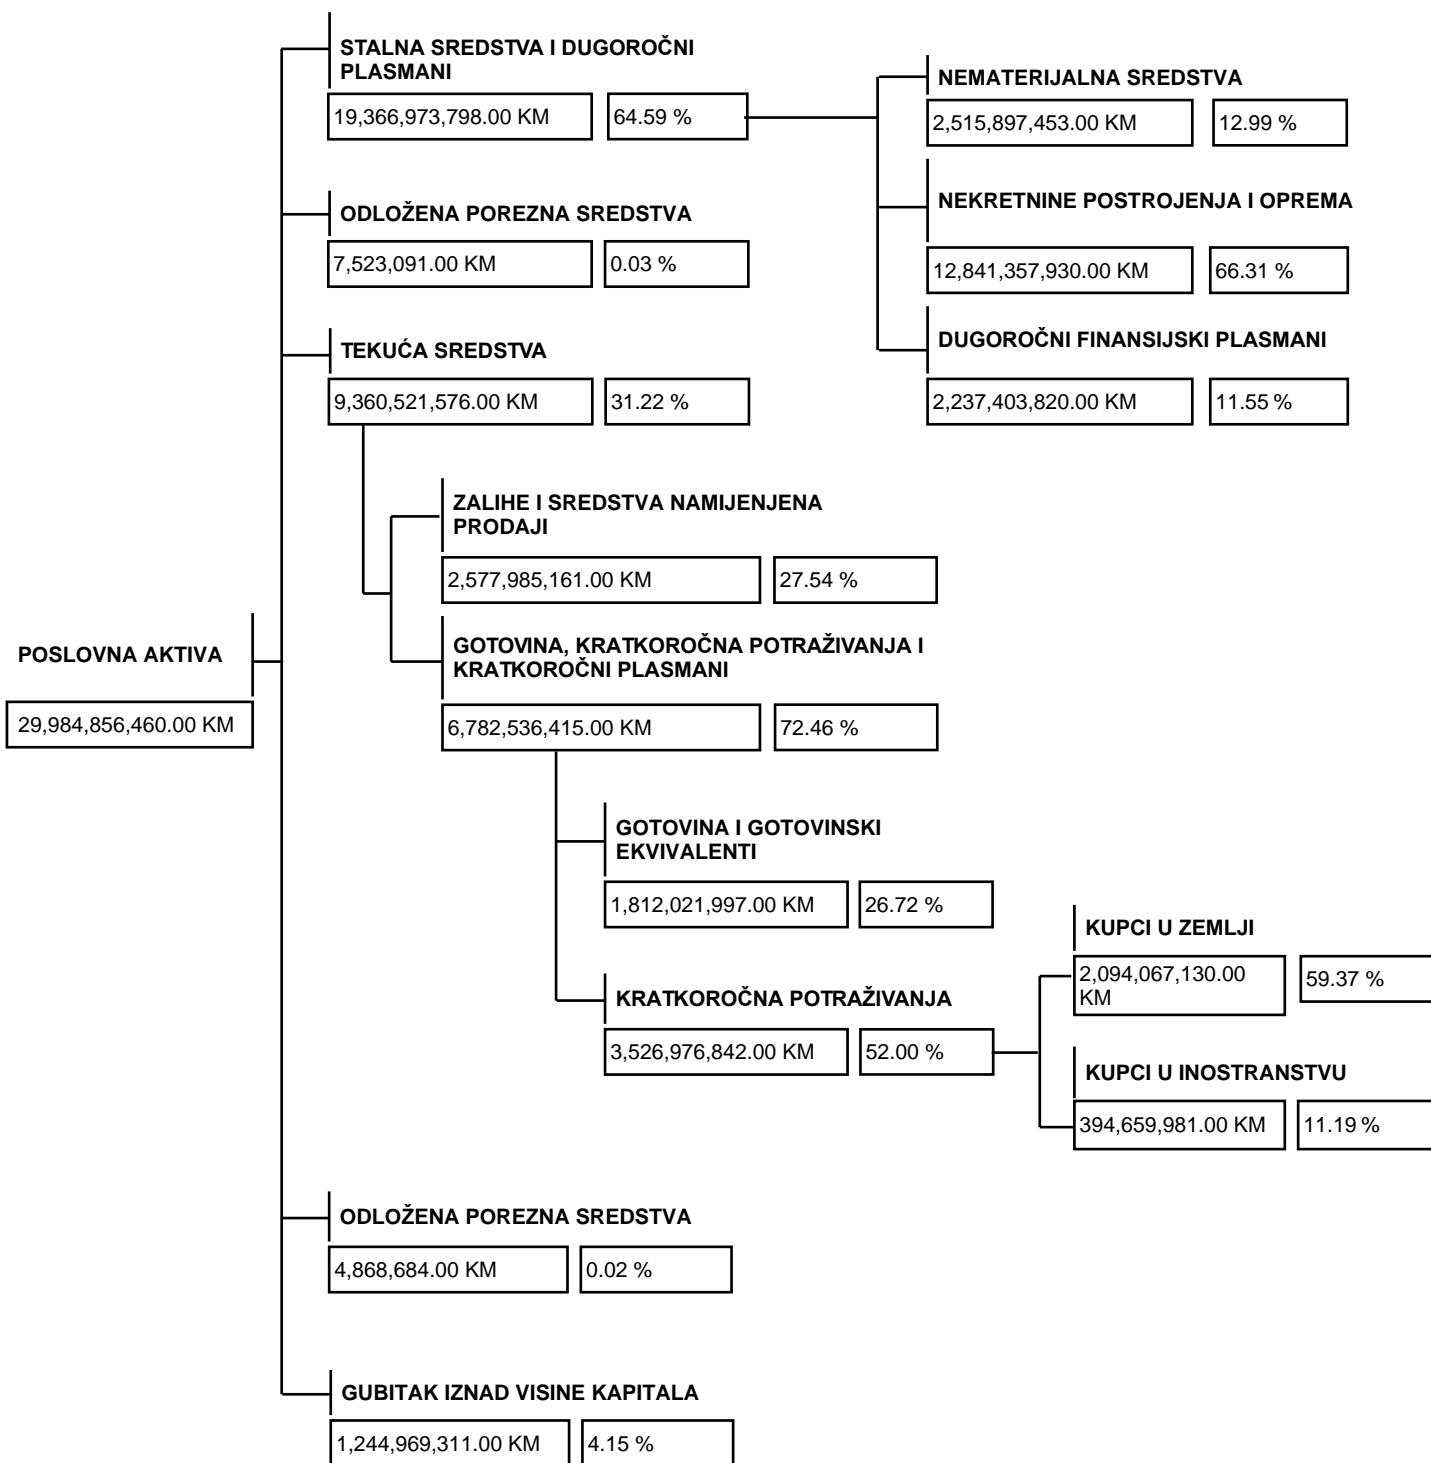 STALNA SREDSTVA I DUGOROČNI
PLASMANI
19,366,973,798.00 KM 64.59 %
NEMATERIJALNA SREDSTVA
2,515,897,453.00 KM 12.99 %
NEKRETNINE POSTROJENJA I OPREMA
12,841,357,930.00 KM 66.31 %
DUGOROČNI FINANSIJSKI PLASMANI
2,237,403,820.00 KM 11.55 %
ODLOŽENA POREZNA SREDSTVA
7,523,091.00 KM 0.03 %
TEKUĆA SREDSTVA
9,360,521,576.00 KM 31.22 %
ZALIHE I SREDSTVA NAMIJENJENA
PRODAJI
2,577,985,161.00 KM 27.54 %
POSLOVNA AKTIVA
29,984,856,460.00 KM
GOTOVINA, KRATKOROČNA POTRAŽIVANJA I
KRATKOROČNI PLASMANI
6,782,536,415.00 KM 72.46 %
GOTOVINA I GOTOVINSKI
EKVIVALENTI
1,812,021,997.00 KM 26.72 %
KRATKOROČNA POTRAŽIVANJA
3,526,976,842.00 KM 52.00 %
KUPCI U ZEMLJI
2,094,067,130.00
KM
59.37 %
KUPCI U INOSTRANSTVU
394,659,981.00 KM 11.19 %
ODLOŽENA POREZNA SREDSTVA
4,868,684.00 KM 0.02 %
GUBITAK IZNAD VISINE KAPITALA
1,244,969,311.00 KM 4.15 %